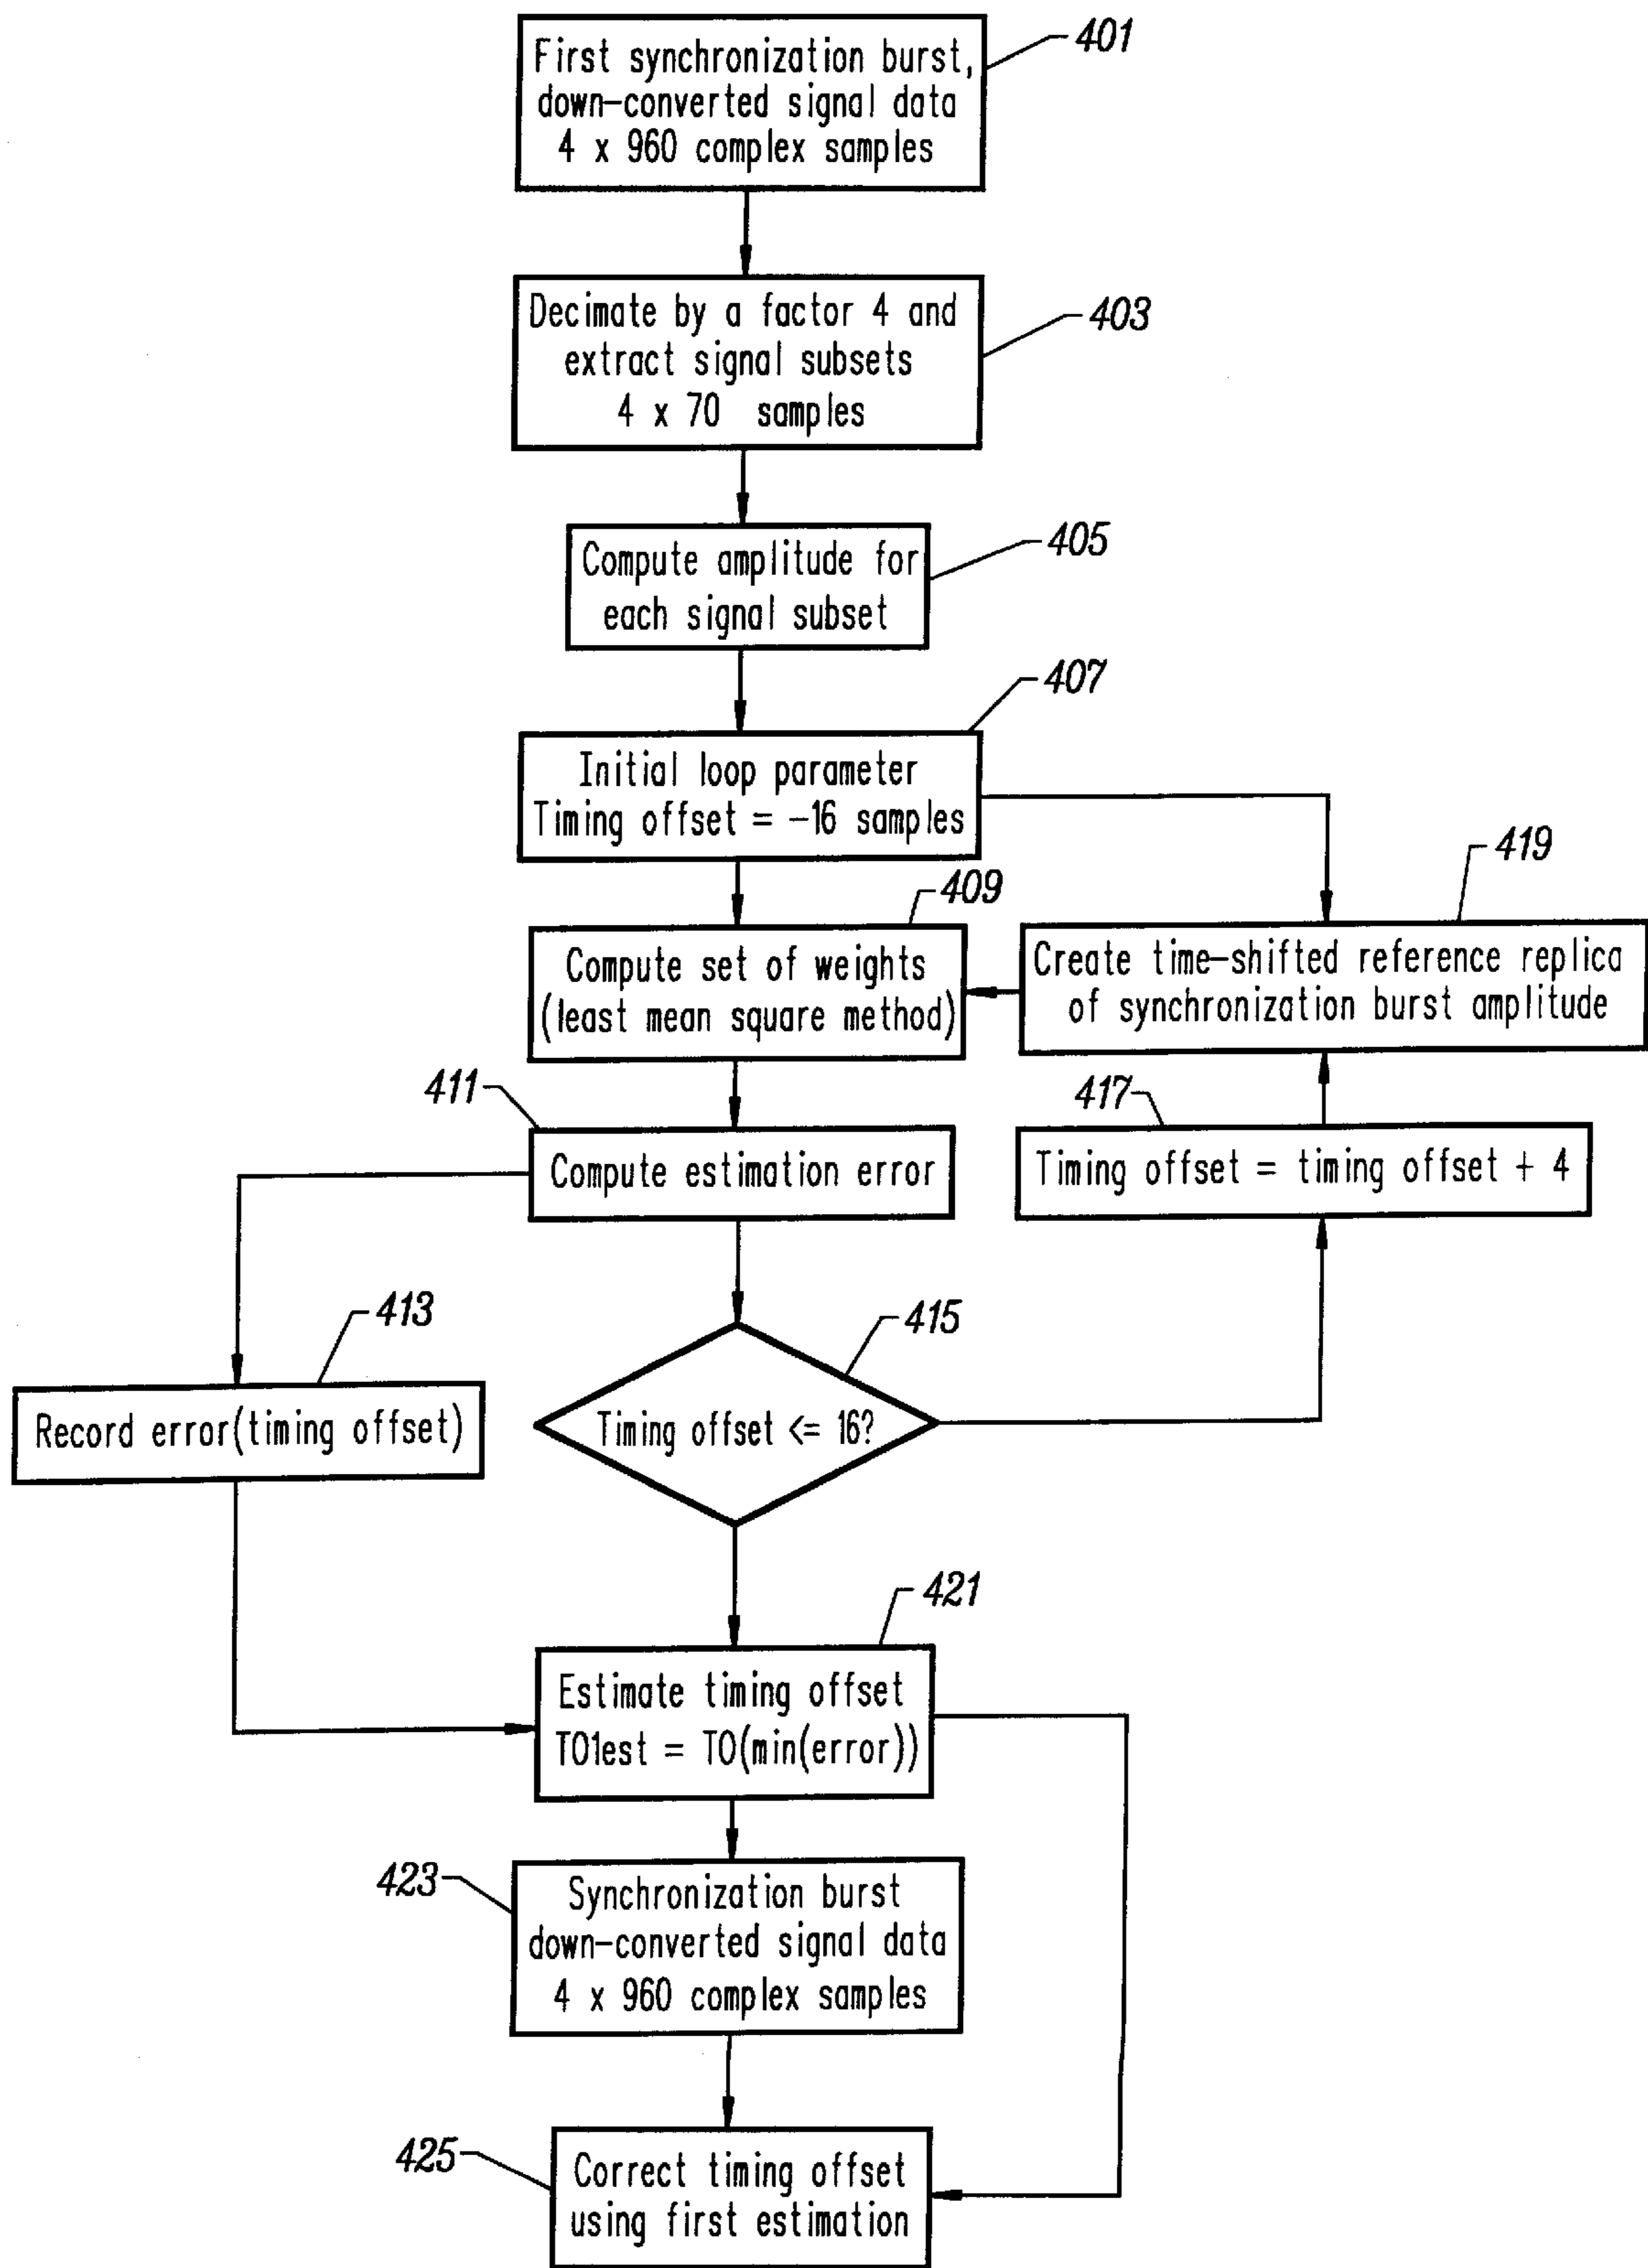 401
First synchronization burst,
down-converted signal data
4 x 960 complex samples
403
Decimate by a factor 4 and
extract signal subsets
4 x 70 samples
405
Compute amplitude for
each signal subset
407
Initial loop parameter
Timing offset = -16 samples
409
Compute set of weights
(least mean square method)
419
Create time-shifted reference replica
of synchronization burst amplitude
411
Compute estimation error
417
Timing offset = timing offset + 4
413
Record error(timing offset)
415
Timing offset <= 16?
421
Estimate timing offset
TO1est = TO(min(error))
423
Synchronization burst
down-converted signal data
4 x 960 complex samples
425
Correct timing offset
using first estimation